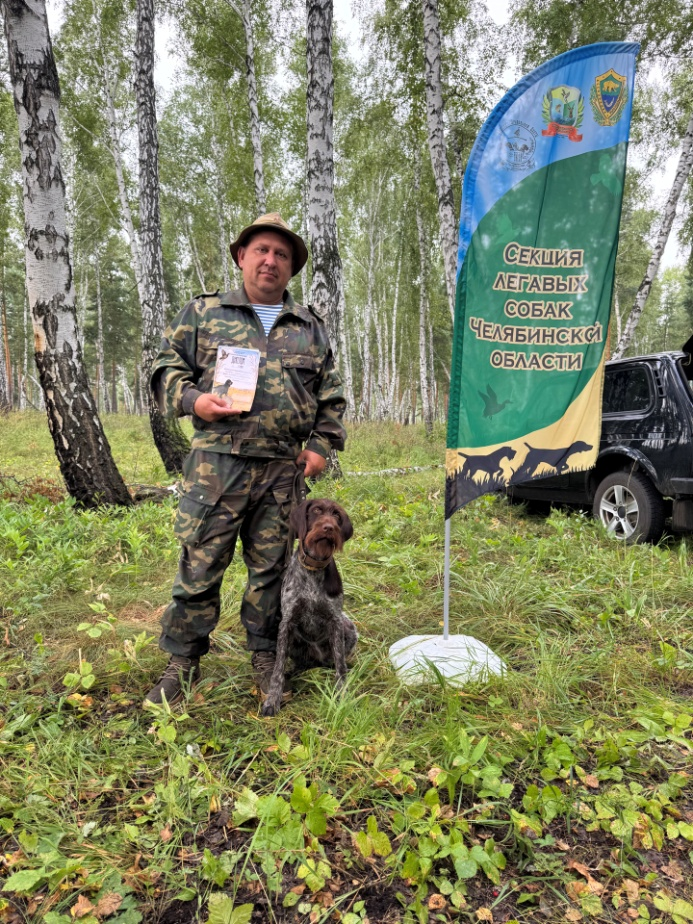 Секция
легавых
собак
Челябинской
области